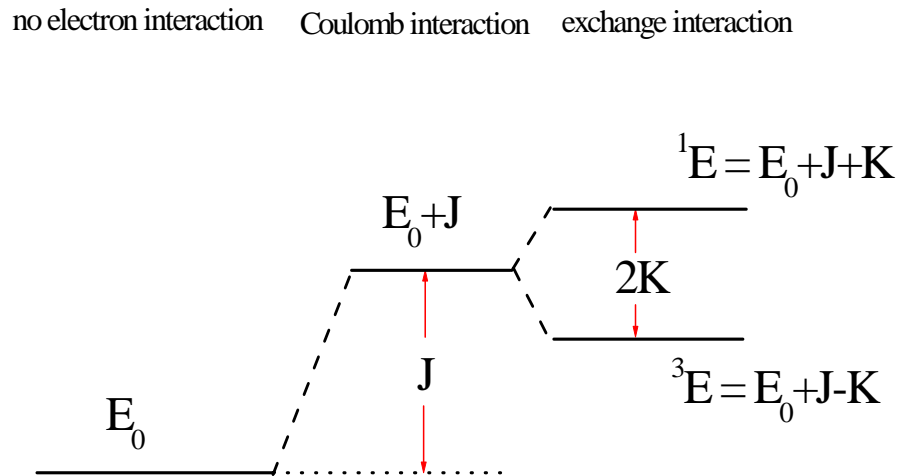 no electron interaction Coulomb interaction exchange interaction
¹E = E₀+J+K
E₀+J
2K
J
³E = E₀+J-K
E₀